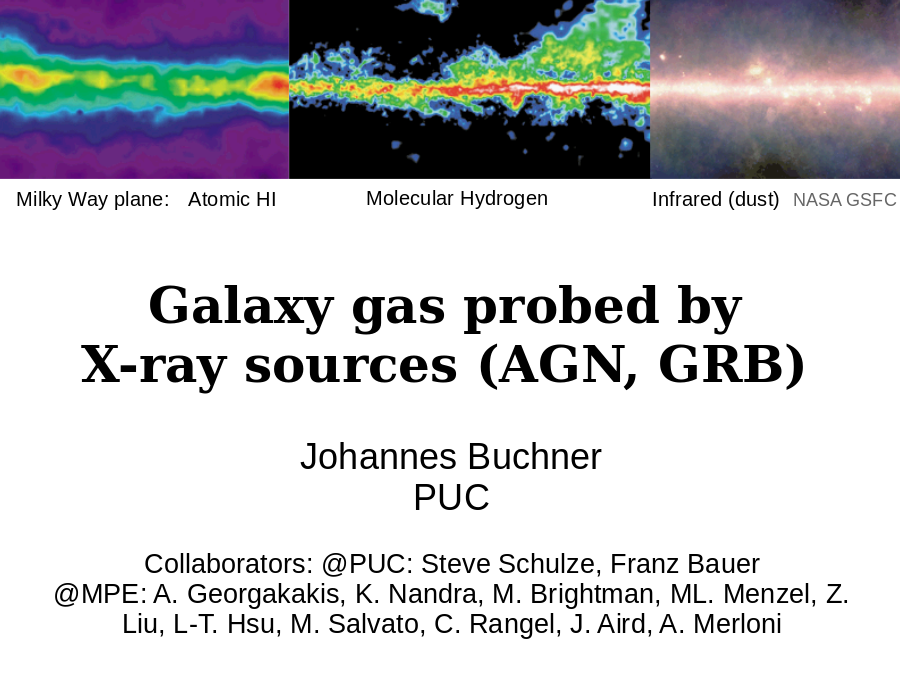 Milky Way plane: Atomic HI Molecular Hydrogen Infrared (dust) NASA GSFC
Galaxy gas probed by
X-ray sources (AGN, GRB)
Johannes Buchner
PUC
Collaborators: @PUC: Steve Schulze, Franz Bauer
@MPE: A. Georgakakis, K. Nandra, M. Brightman, ML. Menzel, Z.
Liu, L-T. Hsu, M. Salvato, C. Rangel, J. Aird, A. Merloni